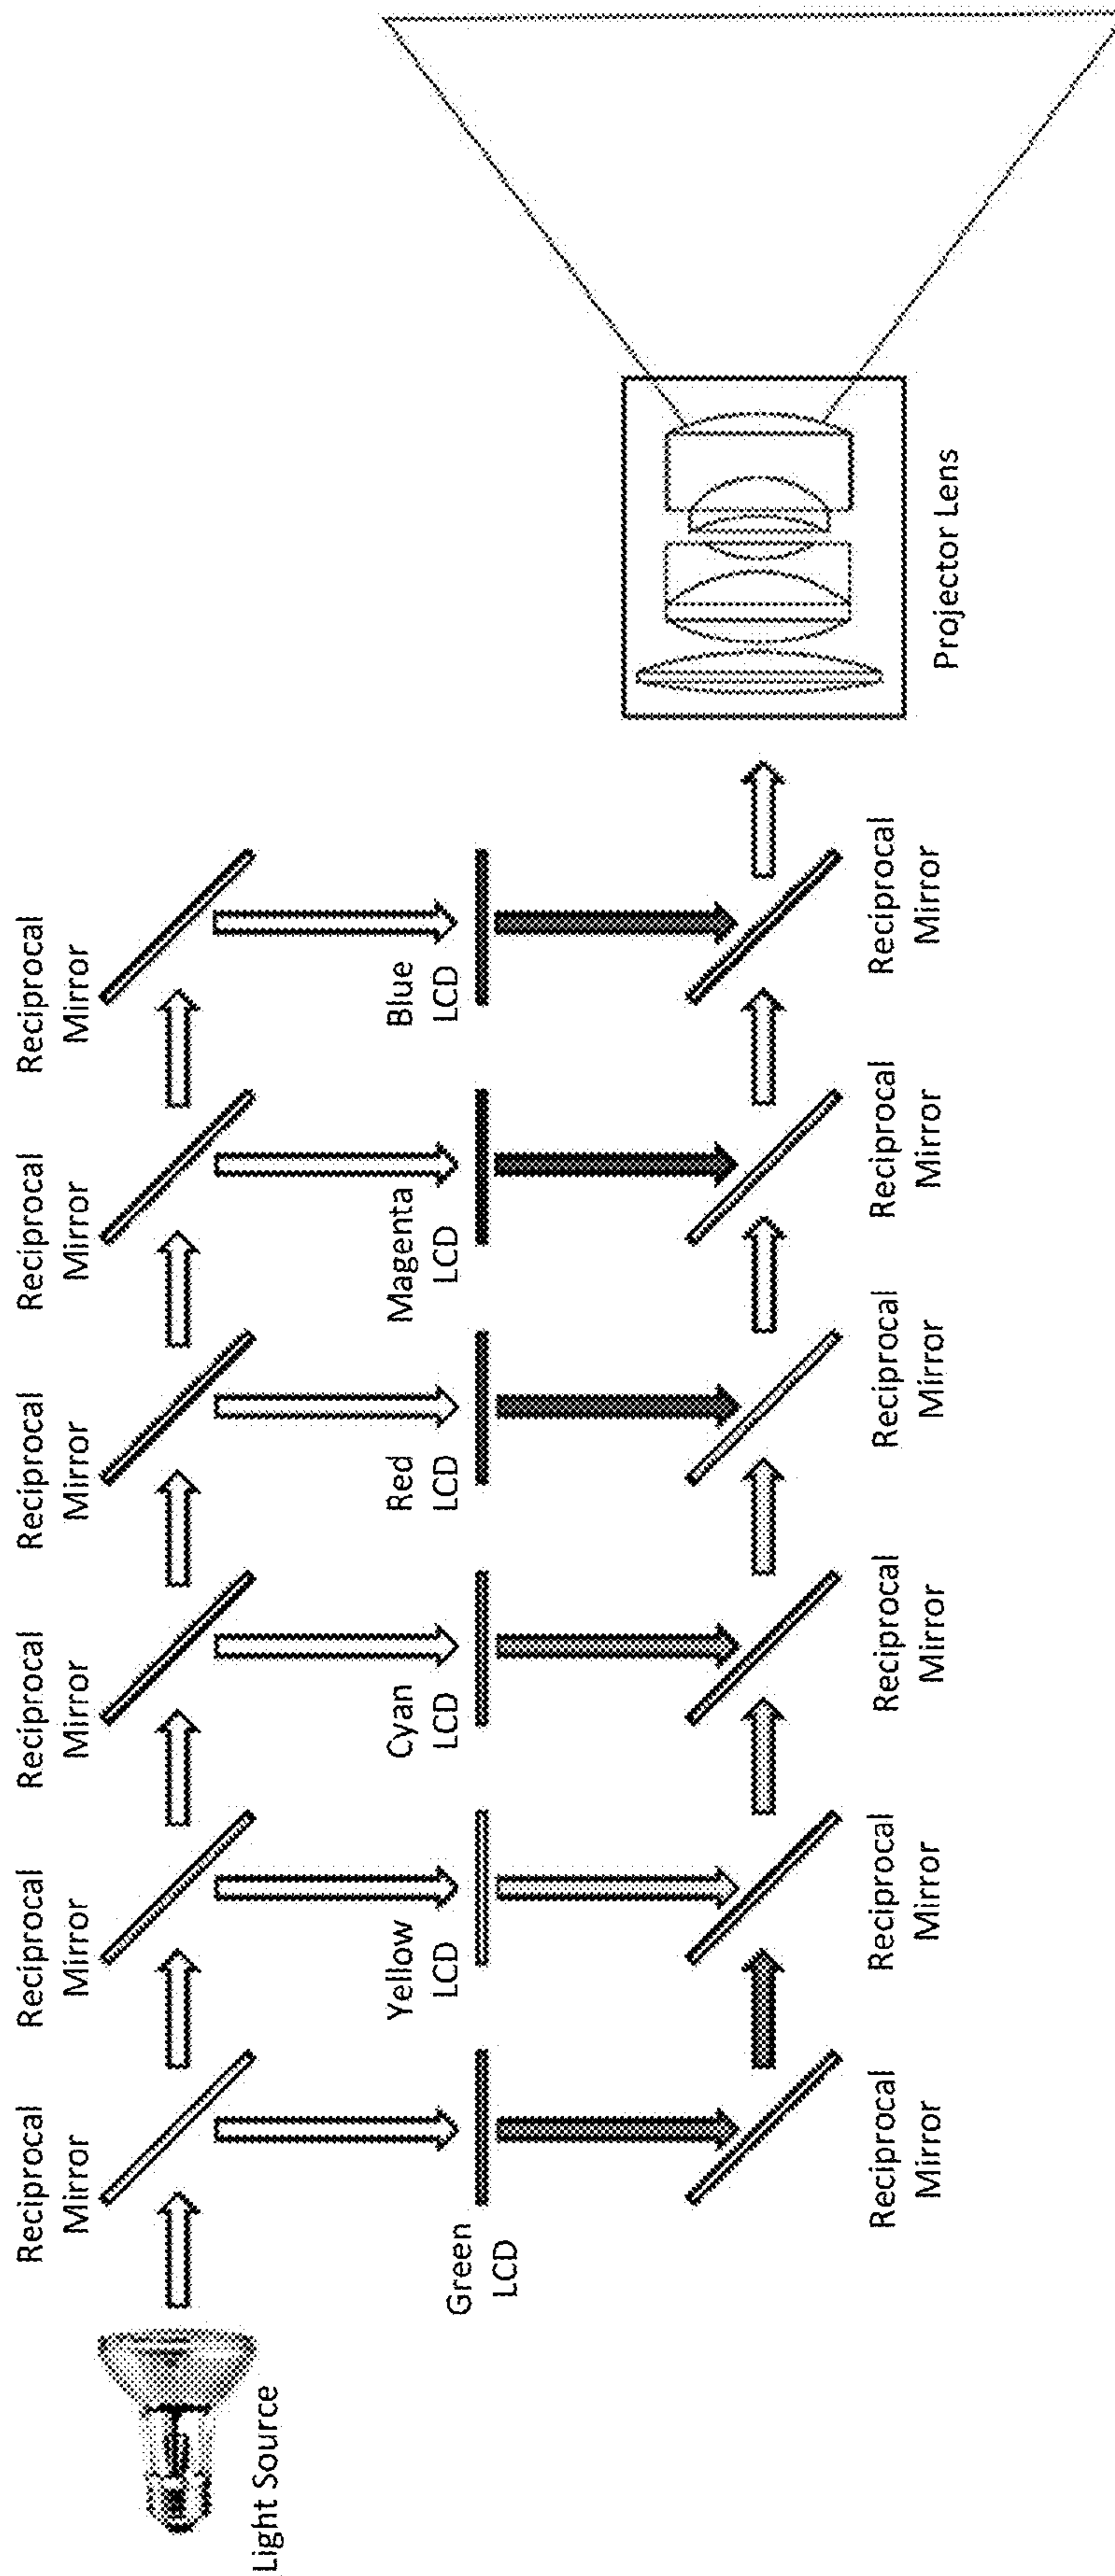 Reciprocal
Mirror
Reciprocal
Mirror
Reciprocal
Mirror
Reciprocal
Mirror
Reciprocal
Mirror
Reciprocal
Mirror
Light Source
Green
LCD
Yellow
LCD
Cyan
LCD
Red
LCD
Magenta
LCD
Blue
LCD
Reciprocal
Mirror
Reciprocal
Mirror
Reciprocal
Mirror
Reciprocal
Mirror
Reciprocal
Mirror
Reciprocal
Mirror
Projector Lens